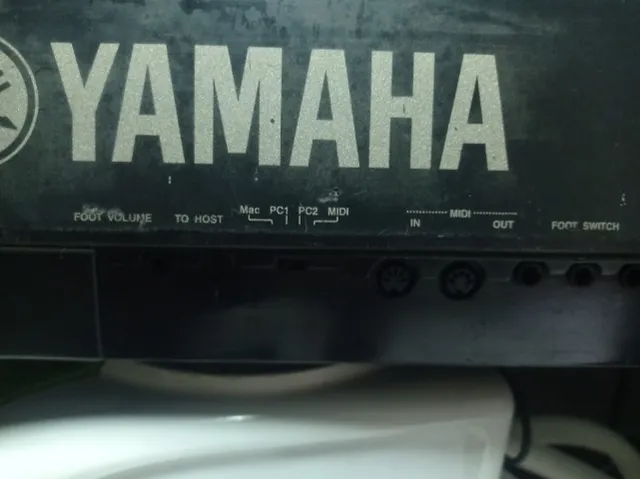 YAMAHA
FOOT VOLUME TO HOST Mac PC1 PC2 MIDI MIDI
IN OUT FOOT SWITCH